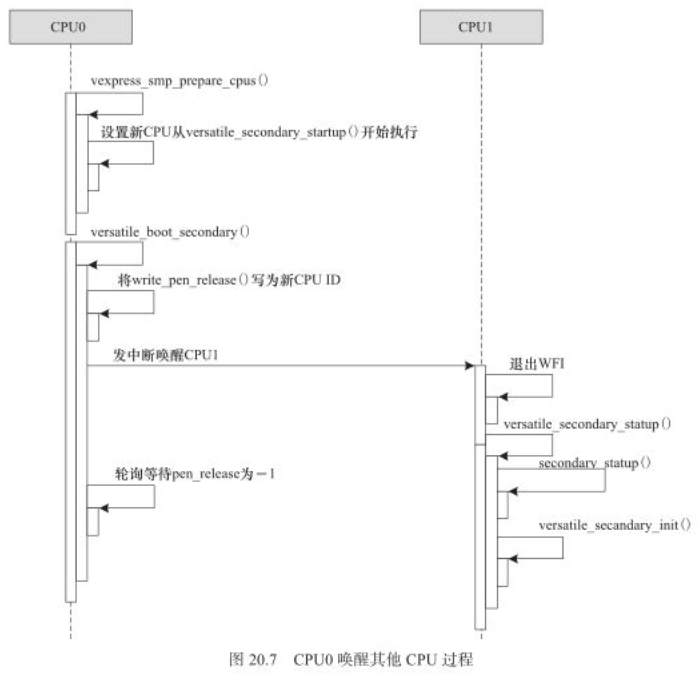 CPU0
CPU1
vexpress_smp_prepare_cpus()
设置新CPU从versatile_secondary_startup()开始执行
versatile_boot_secondary()
将write_pen_release()写为新CPU ID
发中断唤醒CPU1
退出WFI
versatile_secondary_statup()
secondary_statup()
轮询等待pen_release为-1
versatile_secandary_init()
图 20.7 CPU0 唤醒其他 CPU 过程